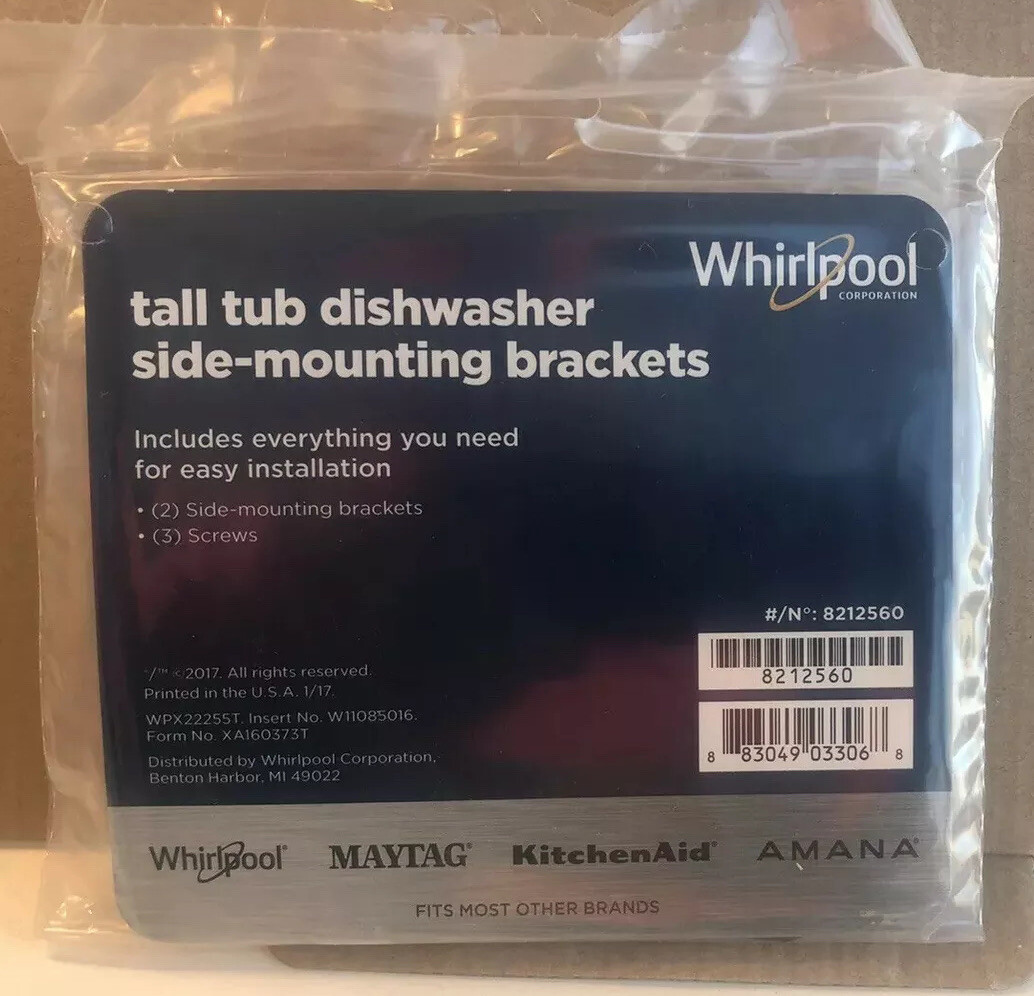 Whirlpool
CORPORATION
tall tub dishwasher
side-mounting brackets
Includes everything you need
for easy installation
• (2) Side-mounting brackets
• (3) Screws
#/N°: 8212560
8212560
8 83049 03306 8
/™ ©2017. All rights reserved.
Printed in the U.S.A. 1/17.
WPX22255T. Insert No. W11085016.
Form No. XA160373T
Distributed by Whirlpool Corporation,
Benton Harbor, MI 49022
Whirlpool® MAYTAG® KitchenAid® AMANA®
FITS MOST OTHER BRANDS